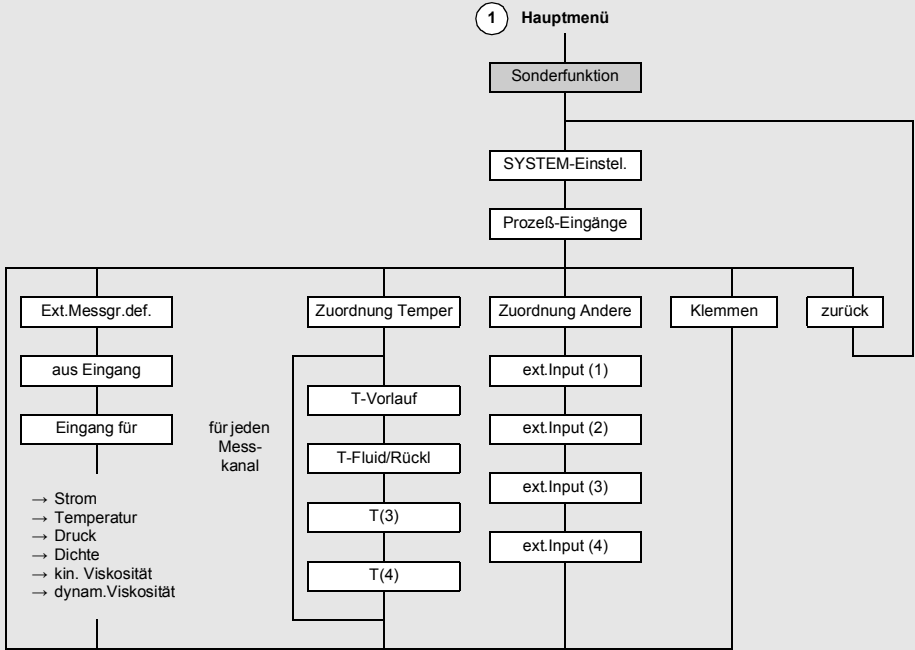 1 Hauptmenü
Sonderfunktion
SYSTEM-Einstel.
Prozeß-Eingänge
Ext.Messgr.def.
Zuordnung Temper
Zuordnung Andere
Klemmen
zurück
aus Eingang
ext.Input (1)
T-Vorlauf
Eingang für
für jeden
Mess-
kanal
ext.Input (2)
T-Fluid/Rückl
ext.Input (3)
→ Strom
→ Temperatur
→ Druck
→ Dichte
→ kin. Viskosität
→ dynam.Viskosität
T(3)
ext.Input (4)
T(4)